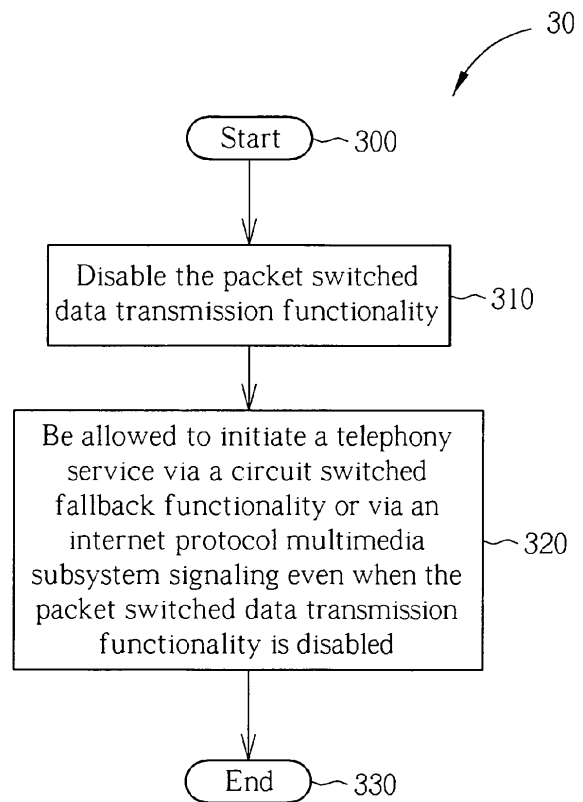 30
Start
300
Disable the packet switched
data transmission functionality
310
Be allowed to initiate a telephony
service via a circuit switched
fallback functionality or via an
internet protocol multimedia
subsystem signaling even when the
packet switched data transmission
functionality is disabled
320
End
330